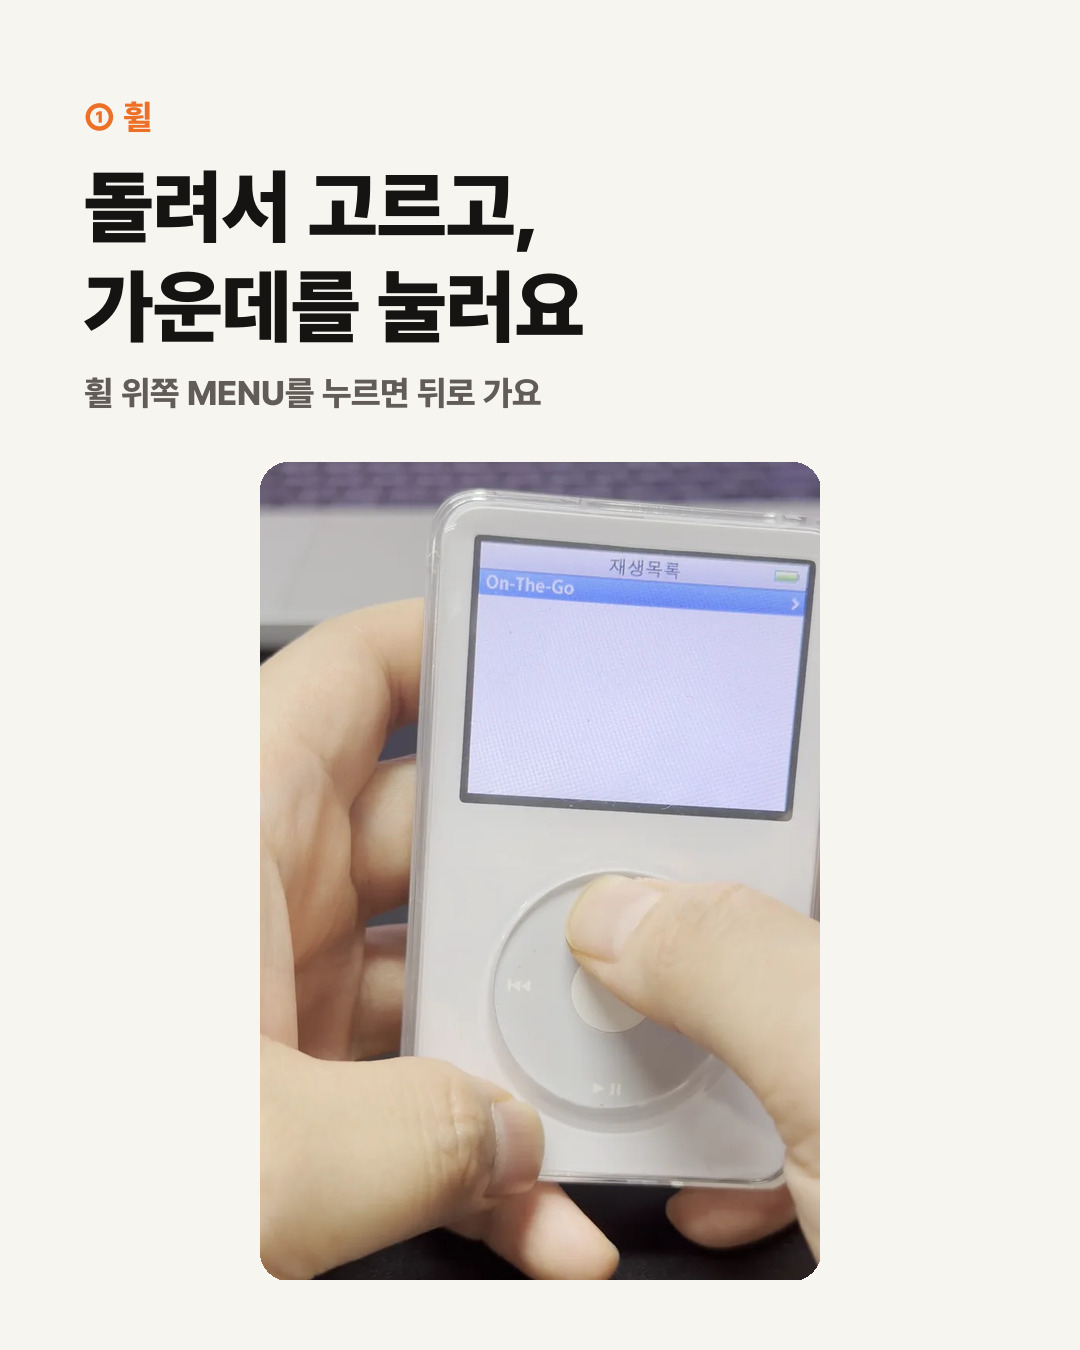 ① 휠
돌려서 고르고,
가운데를 눌러요
휠 위쪽 MENU를 누르면 뒤로 가요
재생목록
On-The-Go